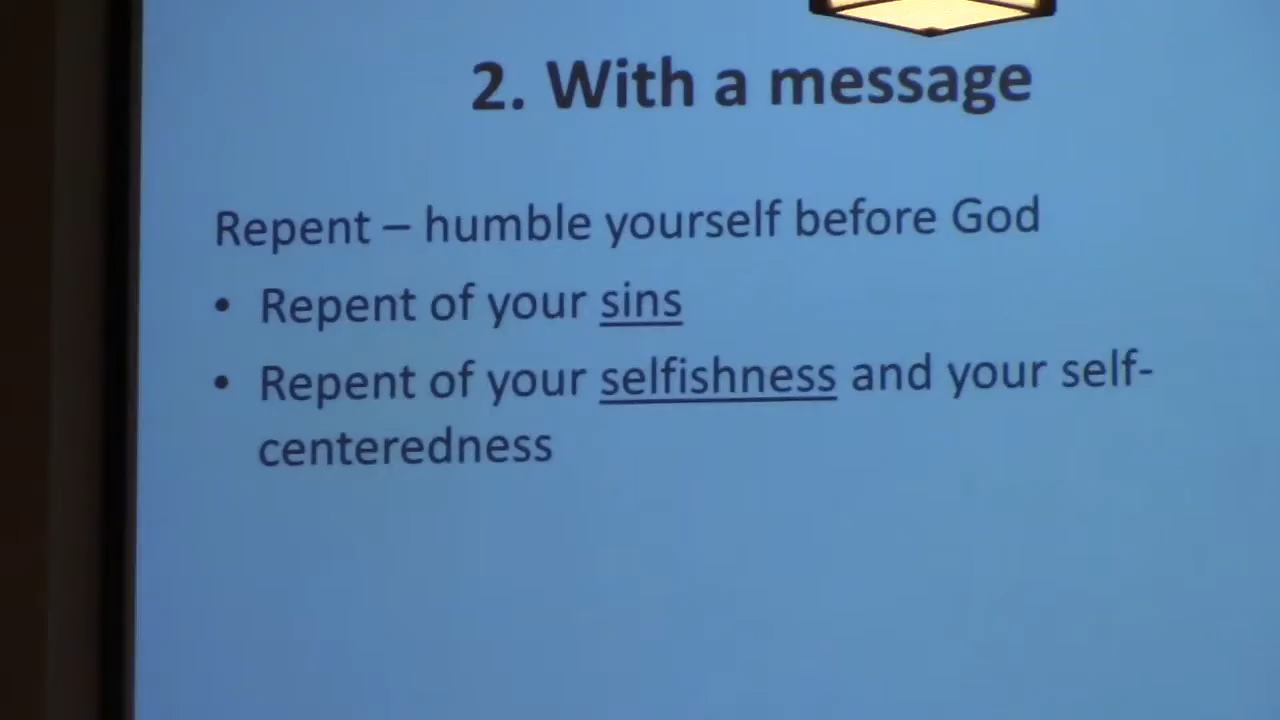 2. With a message
Repent – humble yourself before God
• Repent of your sins
• Repent of your selfishness and your self-
centeredness